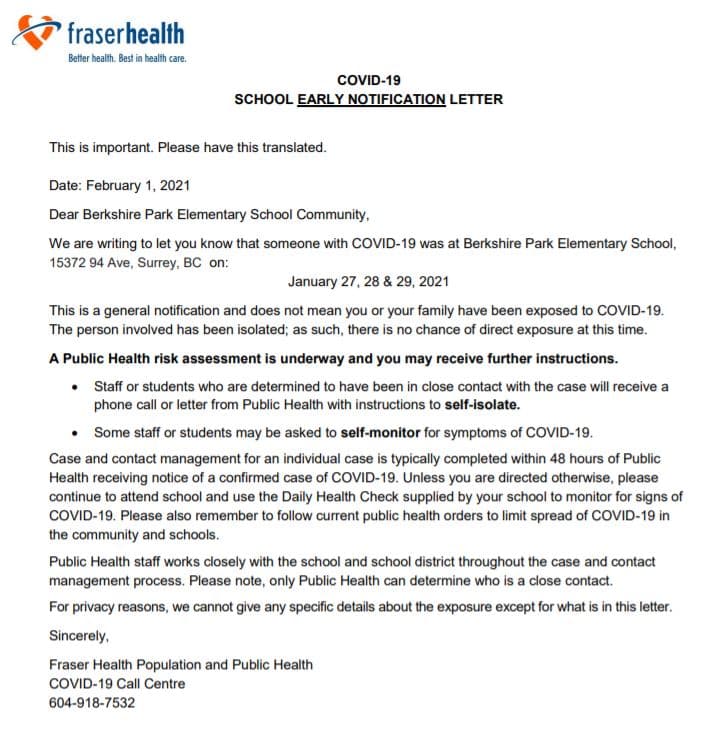 fraserhealth
Better health. Best in health care.
COVID-19
SCHOOL EARLY NOTIFICATION LETTER
This is important. Please have this translated.
Date: February 1, 2021
Dear Berkshire Park Elementary School Community,
We are writing to let you know that someone with COVID-19 was at Berkshire Park Elementary School,
15372 94 Ave, Surrey, BC on:
January 27, 28 & 29, 2021
This is a general notification and does not mean you or your family have been exposed to COVID-19.
The person involved has been isolated; as such, there is no chance of direct exposure at this time.
A Public Health risk assessment is underway and you may receive further instructions.
• Staff or students who are determined to have been in close contact with the case will receive a
phone call or letter from Public Health with instructions to self-isolate.
• Some staff or students may be asked to self-monitor for symptoms of COVID-19.
Case and contact management for an individual case is typically completed within 48 hours of Public
Health receiving notice of a confirmed case of COVID-19. Unless you are directed otherwise, please
continue to attend school and use the Daily Health Check supplied by your school to monitor for signs of
COVID-19. Please also remember to follow current public health orders to limit spread of COVID-19 in
the community and schools.
Public Health staff works closely with the school and school district throughout the case and contact
management process. Please note, only Public Health can determine who is a close contact.
For privacy reasons, we cannot give any specific details about the exposure except for what is in this letter.
Sincerely,
Fraser Health Population and Public Health
COVID-19 Call Centre
604-918-7532